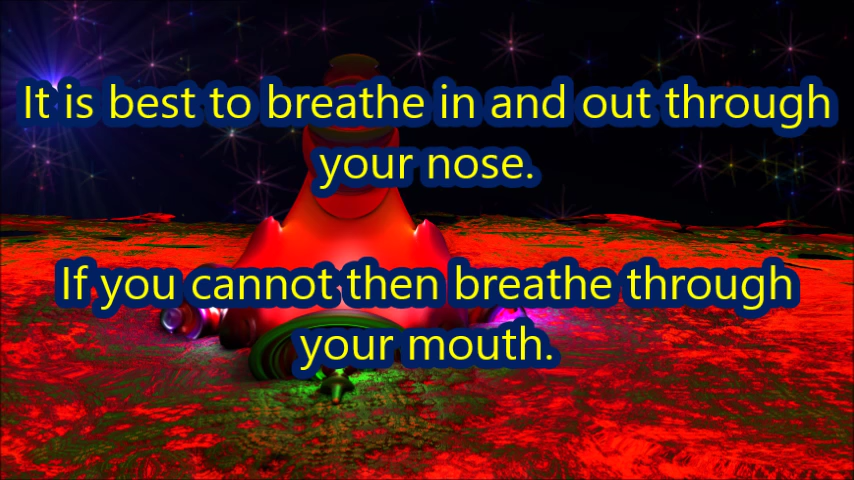 It is best to breathe in and out through
your nose.
If you cannot then breathe through
your mouth.